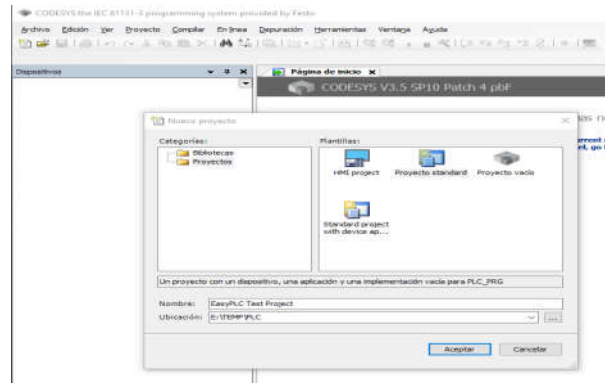 CODESYS the IEC 61131-3 programming system provided by Festo
Archivo Edición Ver Proyecto Compilar En línea Depuración Herramientas Ventana Ayuda
Dispositivos
Página de inicio
CODESYS V3.5 SP10 Patch 4 pbF
Nuevo proyecto
Categorías:
Plantillas:
Bibliotecas
Proyectos
HMI project
Proyecto standard
Proyecto vacío
Standard project
with device ap...
Un proyecto con un dispositivo, una aplicación y una implementación vacía para PLC_PRG
Nombre:
EasyPLC Test Project
Ubicación:
E:\TEMP\PLC
...
Aceptar
Cancelar